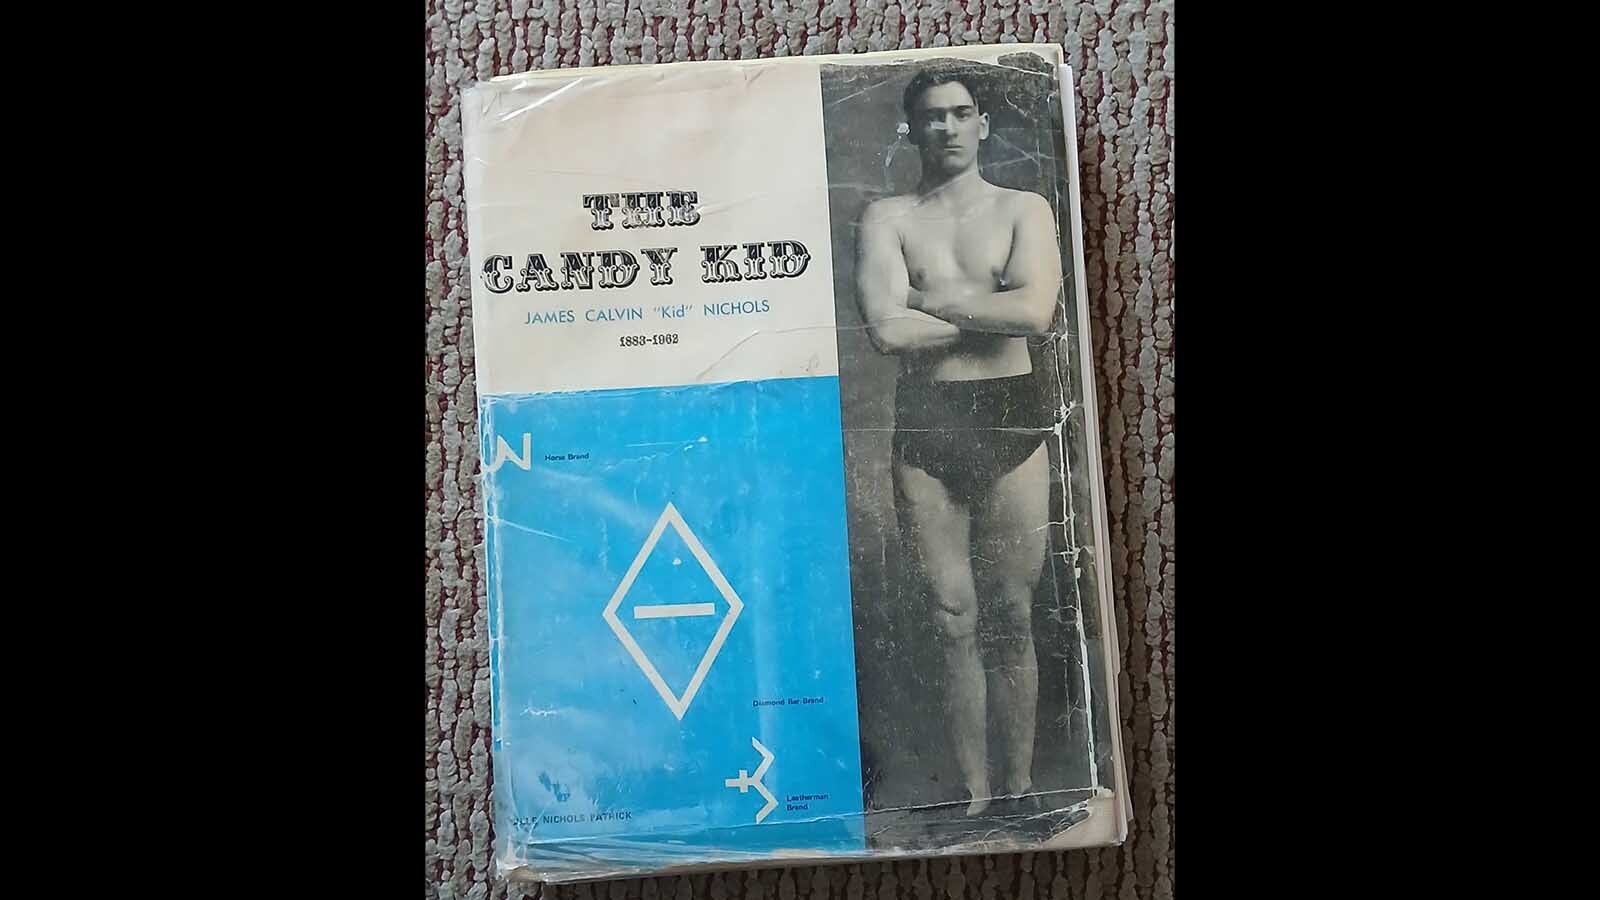 THE
CANDY KID
JAMES CALVIN "Kid" NICHOLS
1883-1962
Horse Brand
Diamond Bar Brand
Leatherman
Brand
NICHOLS PATRICK